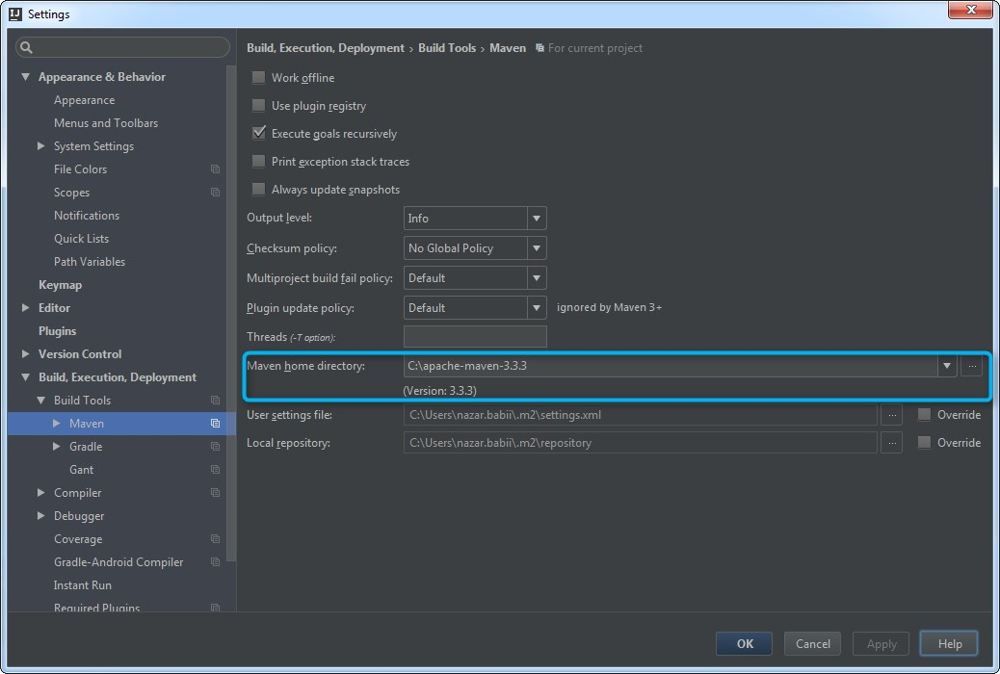 Settings
Build, Execution, Deployment › Build Tools › Maven For current project
Appearance & Behavior
Appearance
Menus and Toolbars
System Settings
File Colors
Scopes
Notifications
Quick Lists
Path Variables
Keymap
Editor
Plugins
Version Control
Build, Execution, Deployment
Build Tools
Maven
Gradle
Gant
Compiler
Debugger
Coverage
Gradle-Android Compiler
Instant Run
Required Plugins
Work offline
Use plugin registry
Execute goals recursively
Print exception stack traces
Always update snapshots
Output level: Info
Checksum policy: No Global Policy
Multiproject build fail policy: Default
Plugin update policy: Default ignored by Maven 3+
Threads (-T option):
Maven home directory: C:\apache-maven-3.3.3 ...
(Version: 3.3.3)
User settings file: C:\Users\nazar.babii\.m2\settings.xml ... Override
Local repository: C:\Users\nazar.babii\.m2\repository ... Override
OK Cancel Apply Help